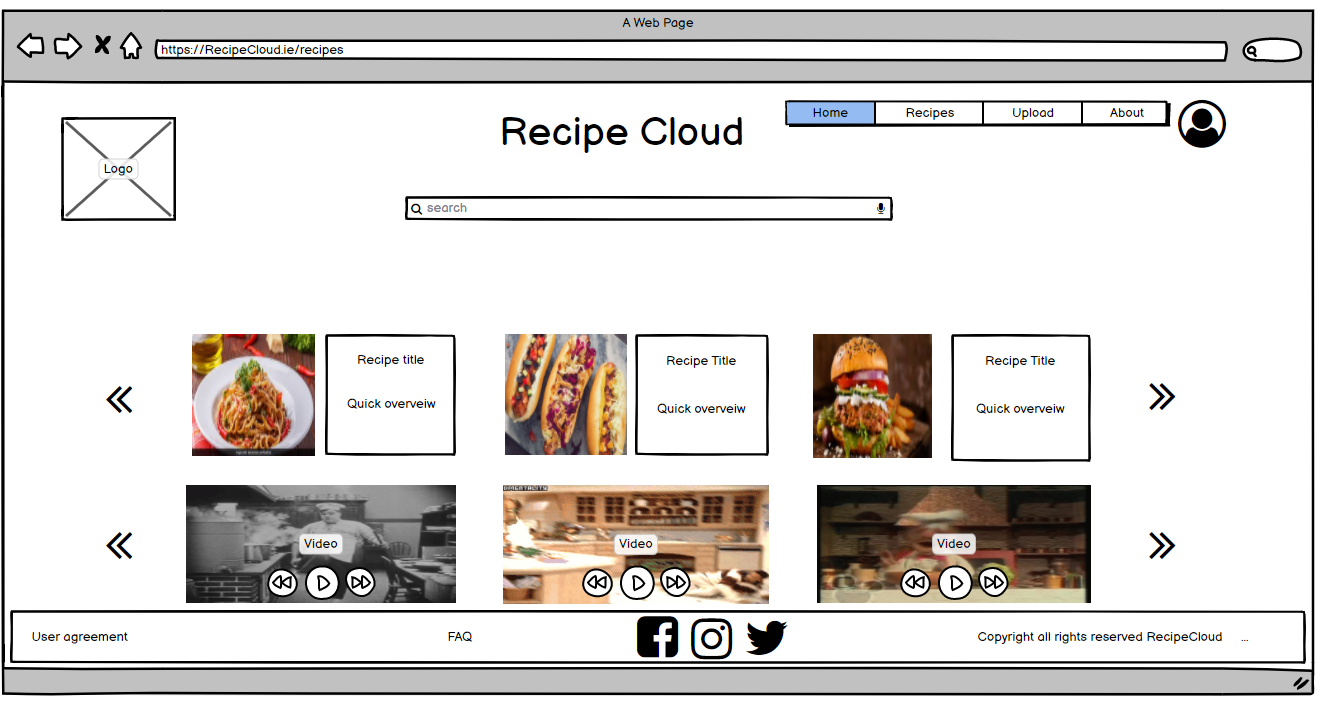 A Web Page
https://RecipeCloud.ie/recipes
Home Recipes Upload About
Logo
Recipe Cloud
search
Recipe title
Quick overveiw
Recipe Title
Quick overveiw
Recipe Title
Quick overveiw
Video
Video
Video
User agreement
FAQ
Copyright all rights reserved RecipeCloud ...